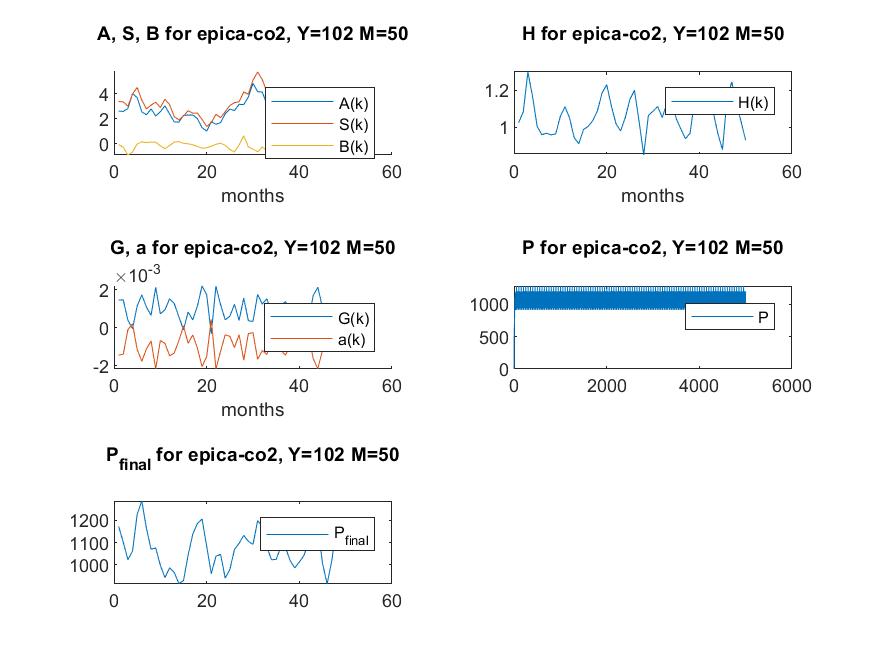 A, S, B for epica-co2, Y=102 M=50
4
2
0
A(k)
S(k)
B(k)
0 20 40 60
months
H for epica-co2, Y=102 M=50
1.2
1
H(k)
0 20 40 60
months
G, a for epica-co2, Y=102 M=50
×10-3
2
0
-2
G(k)
a(k)
0 20 40 60
months
P for epica-co2, Y=102 M=50
1000
500
0
P
0 2000 4000 6000
Pfinal for epica-co2, Y=102 M=50
1200
1100
1000
Pfinal
0 20 40 60